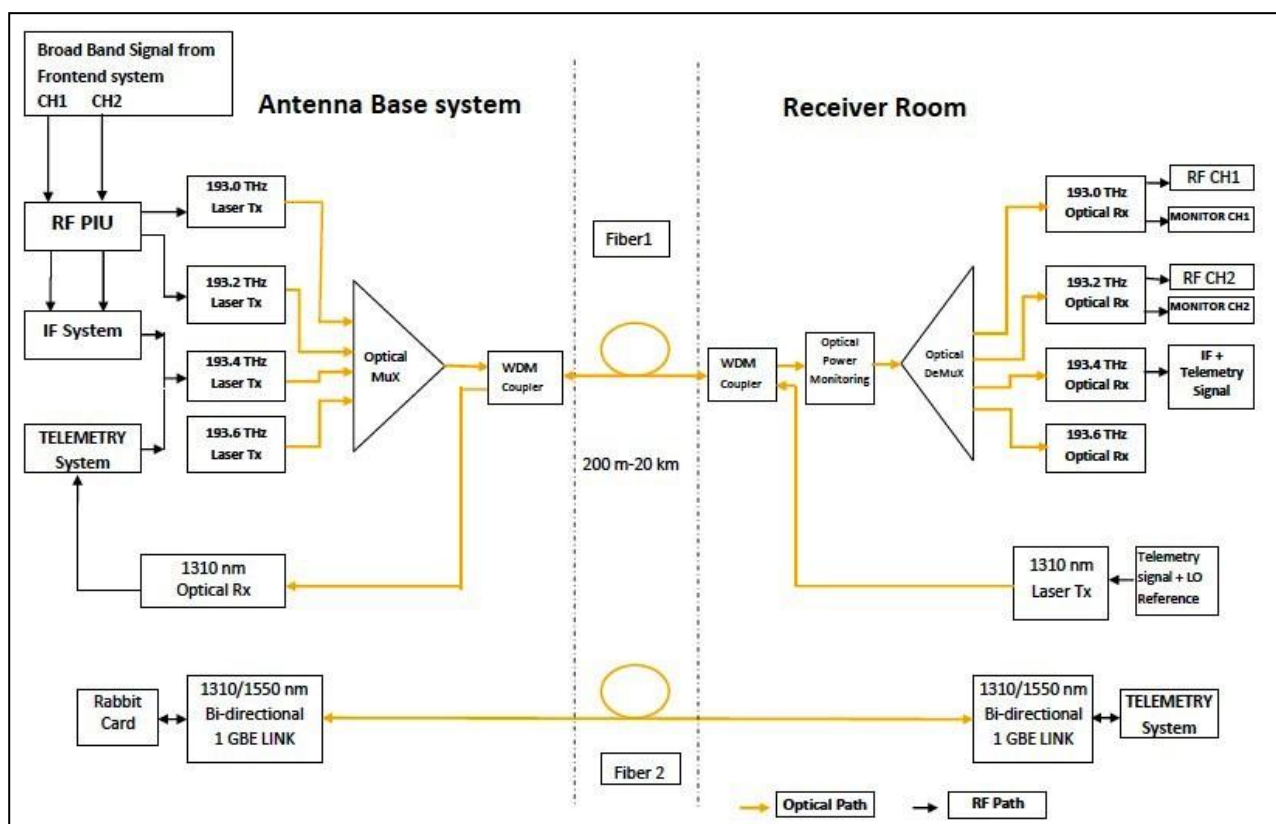 Broad Band Signal from
Frontend system
CH1 CH2
Antenna Base system
Receiver Room
RF PIU
IF System
TELEMETRY
System
193.0 THz
Laser Tx
193.2 THz
Laser Tx
193.4 THz
Laser Tx
193.6 THz
Laser Tx
Optical
MuX
WDM
Coupler
Fiber1
200 m-20 km
WDM
Coupler
Optical
Power
Monitoring
Optical
DeMuX
193.0 THz
Optical Rx
RF CH1
MONITOR CH1
193.2 THz
Optical Rx
RF CH2
MONITOR CH2
193.4 THz
Optical Rx
IF +
Telemetry
Signal
193.6 THz
Optical Rx
1310 nm
Optical Rx
1310 nm
Laser Tx
Telemetry
signal + LO
Reference
Rabbit
Card
1310/1550 nm
Bi-directional
1 GBE LINK
Fiber 2
1310/1550 nm
Bi-directional
1 GBE LINK
TELEMETRY
System
Optical Path
RF Path